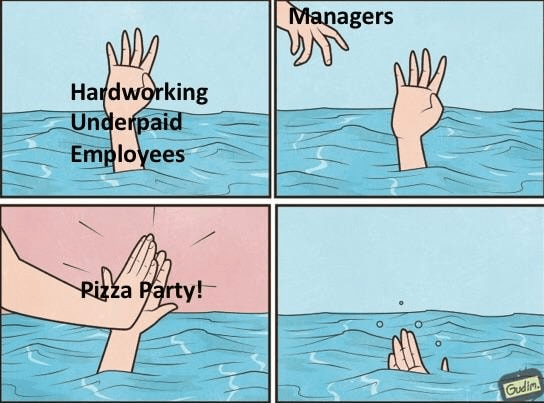 Hardworking
Underpaid
Employees
Managers
Pizza Party!
Gudim.